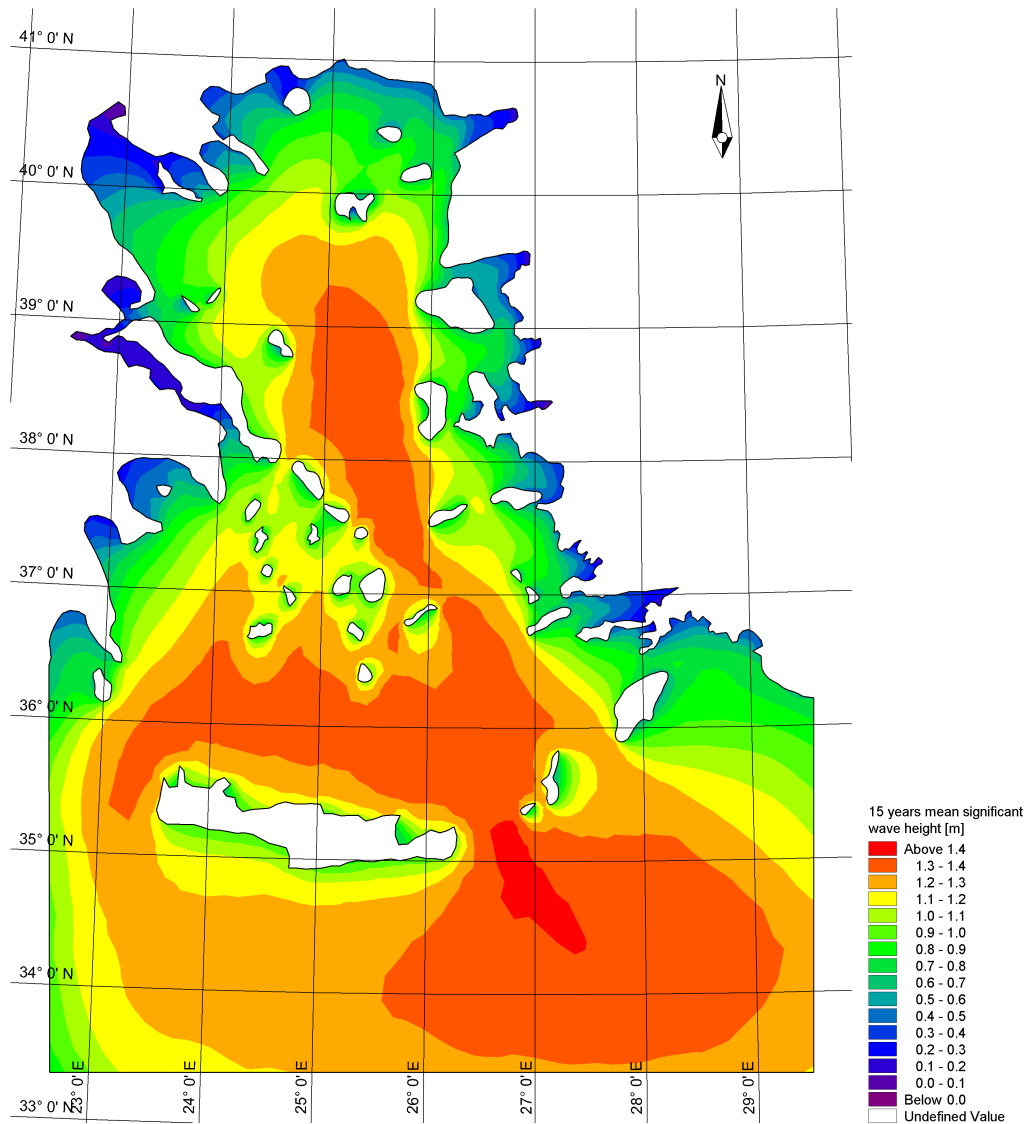 41° 0' N
N
40° 0' N
39° 0' N
38° 0' N
37° 0' N
36° 0' N
35° 0' N
34° 0' N
33° 0' N
23° 0' E
24° 0' E
25° 0' E
26° 0' E
27° 0' E
28° 0' E
29° 0' E
15 years mean significant
wave height [m]
Above 1.4
1.3 - 1.4
1.2 - 1.3
1.1 - 1.2
1.0 - 1.1
0.9 - 1.0
0.8 - 0.9
0.7 - 0.8
0.6 - 0.7
0.5 - 0.6
0.4 - 0.5
0.3 - 0.4
0.2 - 0.3
0.1 - 0.2
0.0 - 0.1
Below 0.0
Undefined Value